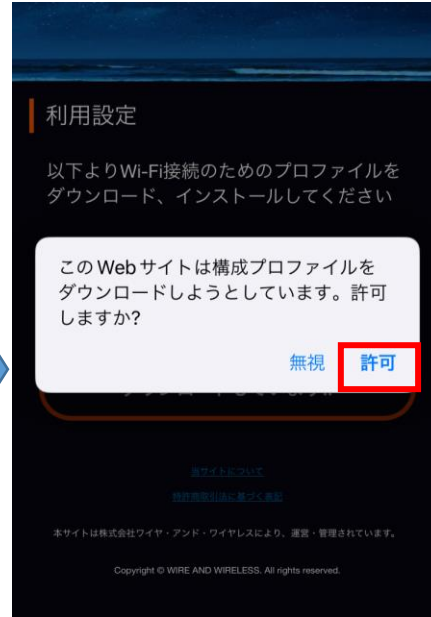 利用設定
以下よりWi-Fi接続のためのプロファイルを
ダウンロード、インストールしてください
このWebサイトは構成プロファイルを
ダウンロードしようとしています。許可
しますか?
無視 許可
当サイトについて
特許商取引法に基づく表記
本サイトは株式会社ワイヤ・アンド・ワイヤレスにより、運営・管理されています。
Copyright © WIRE AND WIRELESS. All rights reserved.